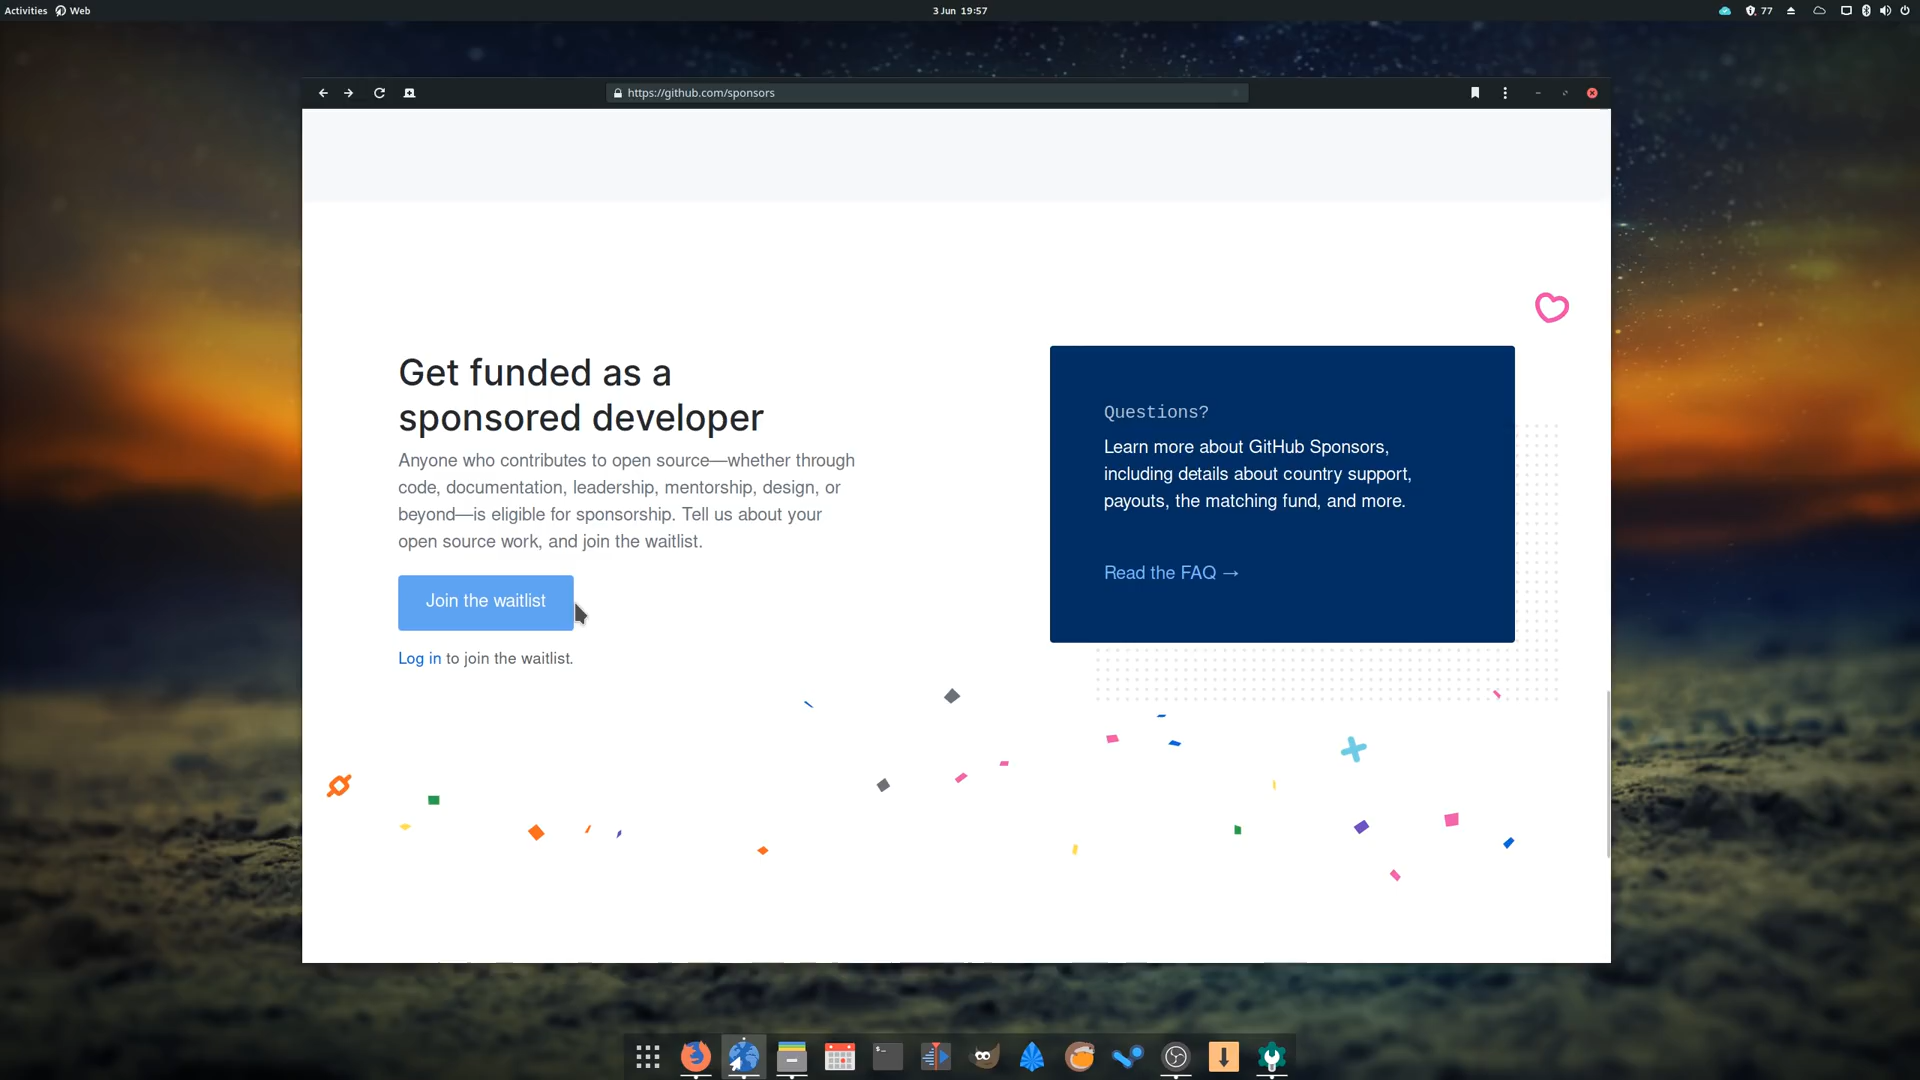 Activities Web 3 Jun 19:57 77
https://github.com/sponsors
Get funded as a
sponsored developer
Anyone who contributes to open source—whether through
code, documentation, leadership, mentorship, design, or
beyond—is eligible for sponsorship. Tell us about your
open source work, and join the waitlist.
Join the waitlist
Log in to join the waitlist.
Questions?
Learn more about GitHub Sponsors,
including details about country support,
payouts, the matching fund, and more.
Read the FAQ →